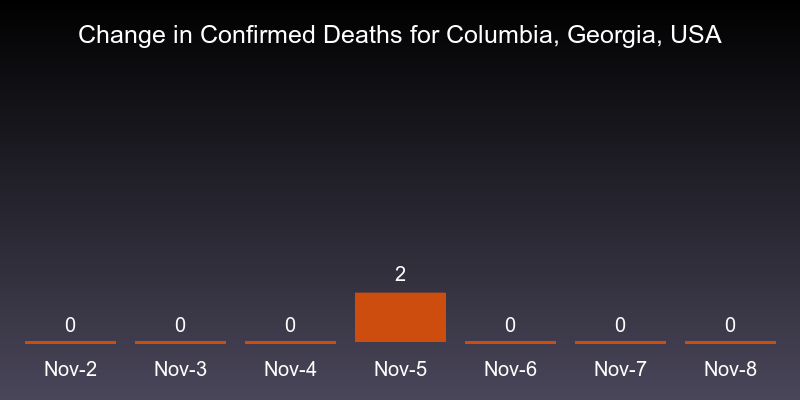 Change in Confirmed Deaths for Columbia, Georgia, USA
2
0 0 0 0 0 0
Nov-2 Nov-3 Nov-4 Nov-5 Nov-6 Nov-7 Nov-8